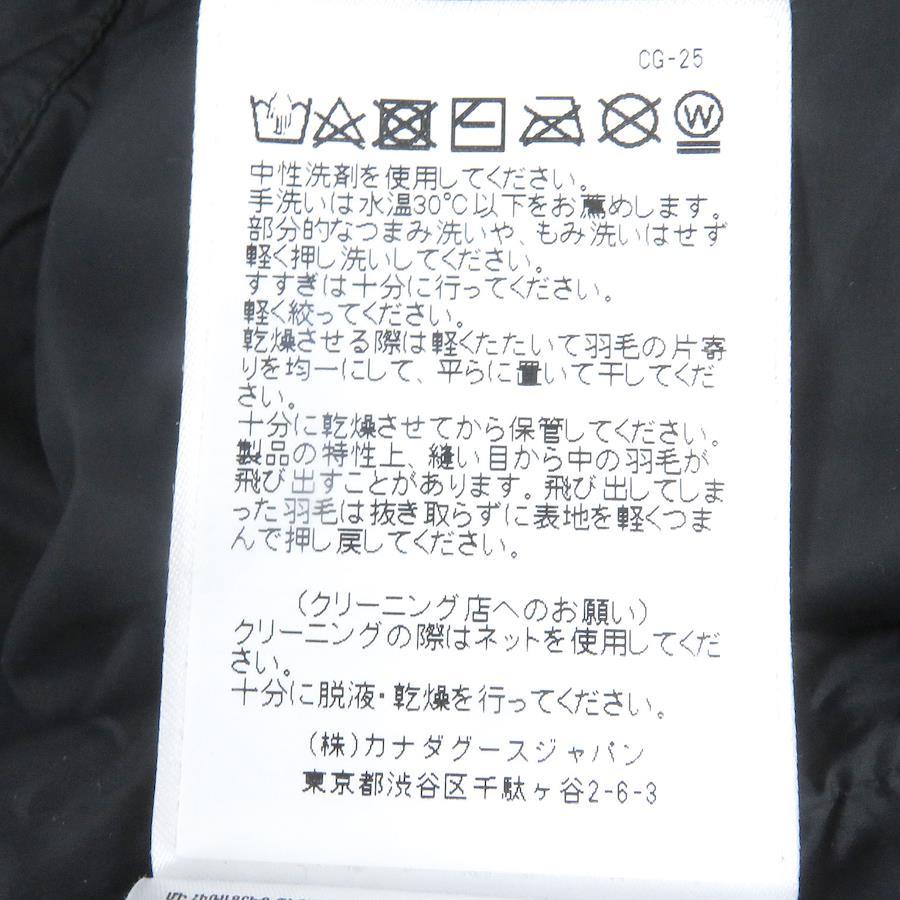 CG-25
W
中性洗剤を使用してください。
手洗いは水温30℃以下をお薦めします。
部分的なつまみ洗いや、もみ洗いはせず
軽く押し洗いしてください。
すすぎは十分に行ってください。
軽く絞ってください。
乾燥させる際は軽くたたいて羽毛の片寄
りを均一にして、平らに置いて干してくだ
さい。
十分に乾燥させてから保管してください。
製品の特性上、縫い目から中の羽毛が
飛び出すことがあります。飛び出してしま
った羽毛は抜き取らずに表地を軽くつま
んで押し戻してください。
(クリーニング店へのお願い)
クリーニングの際はネットを使用してくだ
さい。
十分に脱液・乾燥を行ってください。
(株)カナダグースジャパン
東京都渋谷区千駄ヶ谷2-6-3